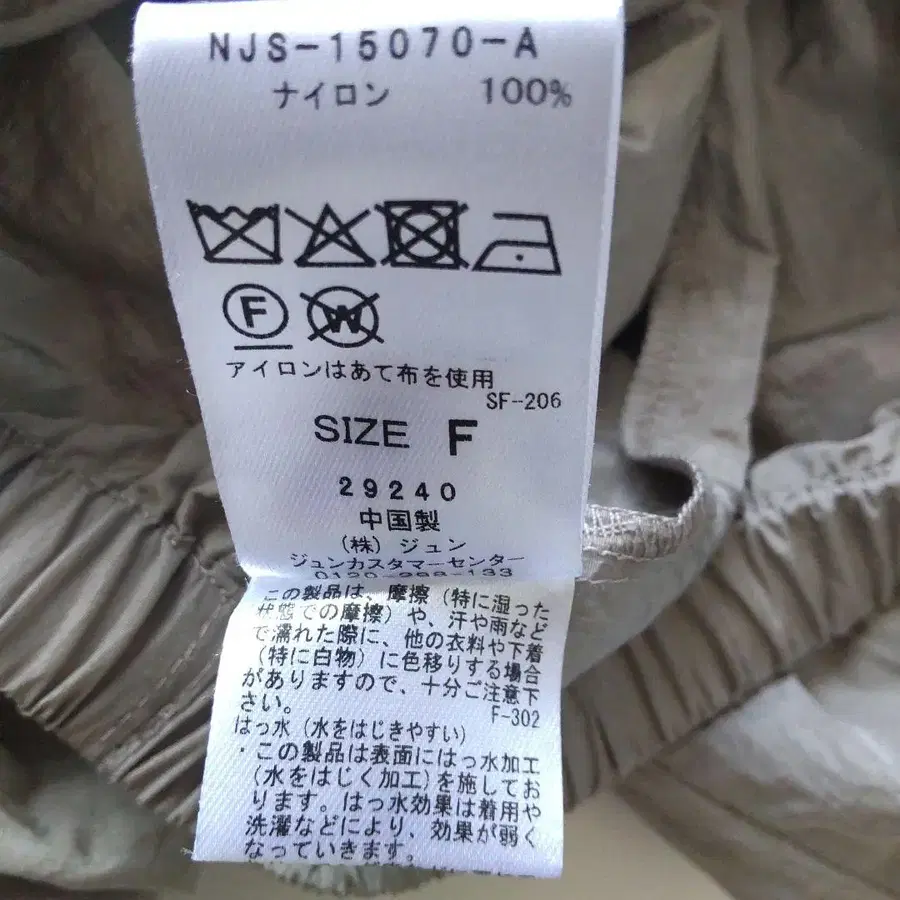 NJS-15070-A
ナイロン 100%
F
W
アイロンはあて布を使用
SF-206
SIZE F
29240
中国製
(株) ジュン
ジュンカスタマーセンター
0120-298-133
この製品は、摩擦 (特に湿った
状態での摩擦) や、汗や雨など
で濡れた際に、他の衣料や下着
(特に白物) に色移りする場合
がありますので、十分ご注意下
さい。 F-302
はっ水 (水をはじきやすい)
・この製品は表面にはっ水加工
(水をはじく加工) を施してお
ります。はっ水効果は着用や
洗濯などにより、効果が弱く
なっていきます。